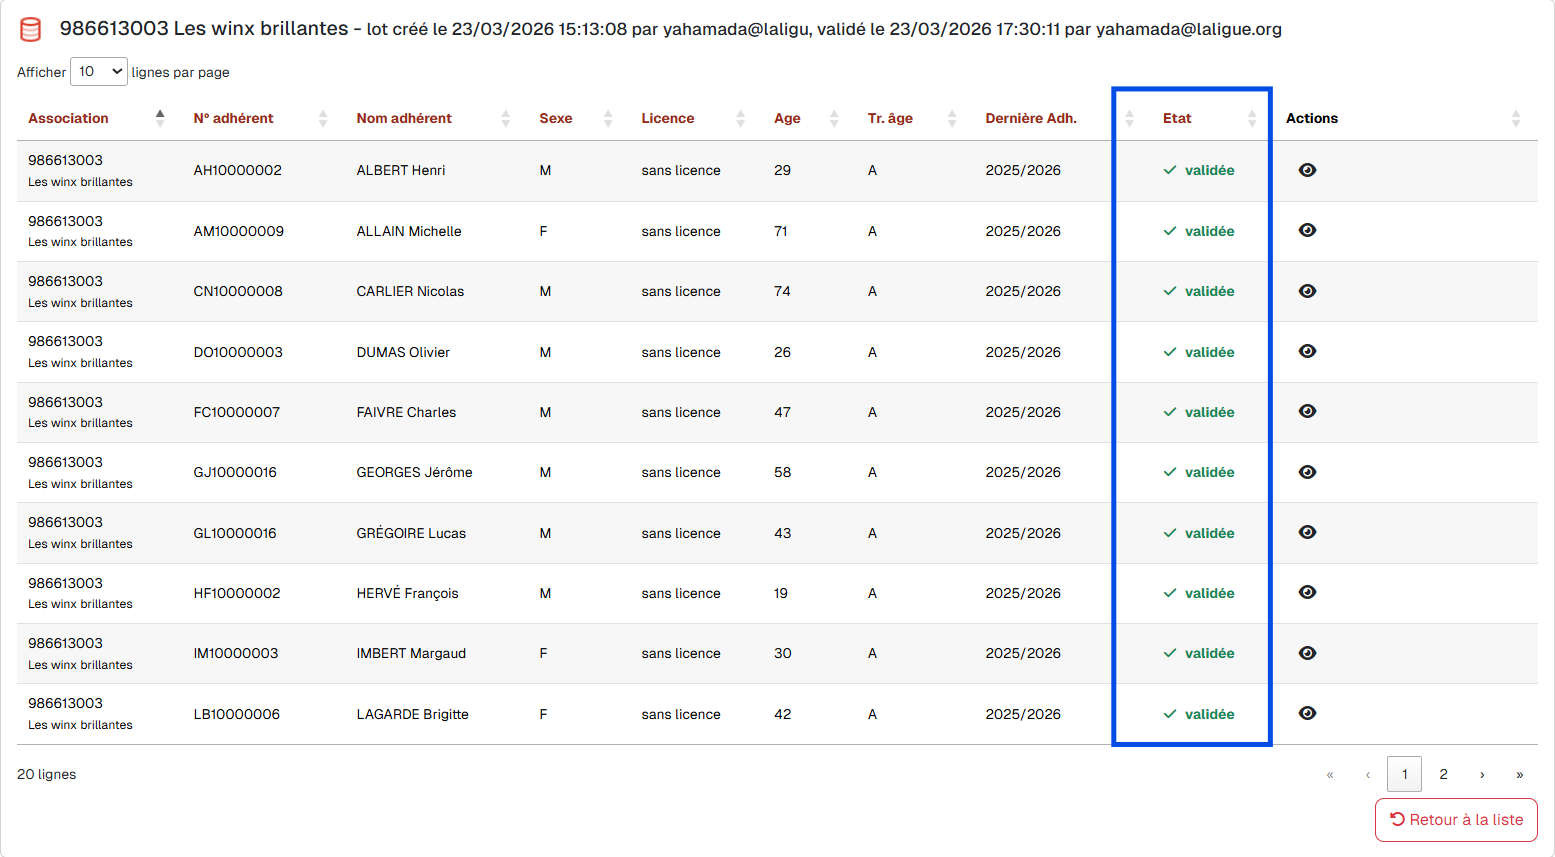 986613003 Les winx brillantes - lot créé le 23/03/2026 15:13:08 par yahamada@laligu, validé le 23/03/2026 17:30:11 par yahamada@laligue.org
Afficher 10 lignes par page
Association N° adhérent Nom adhérent Sexe Licence Age Tr. âge Dernière Adh. Etat Actions
986613003
Les winx brillantes AH10000002 ALBERT Henri M sans licence 29 A 2025/2026 validée
986613003
Les winx brillantes AM10000009 ALLAIN Michelle F sans licence 71 A 2025/2026 validée
986613003
Les winx brillantes CN10000008 CARLIER Nicolas M sans licence 74 A 2025/2026 validée
986613003
Les winx brillantes DO10000003 DUMAS Olivier M sans licence 26 A 2025/2026 validée
986613003
Les winx brillantes FC10000007 FAIVRE Charles M sans licence 47 A 2025/2026 validée
986613003
Les winx brillantes GJ10000016 GEORGES Jérôme M sans licence 58 A 2025/2026 validée
986613003
Les winx brillantes GL10000016 GRÉGOIRE Lucas M sans licence 43 A 2025/2026 validée
986613003
Les winx brillantes HF10000002 HERVÉ François M sans licence 19 A 2025/2026 validée
986613003
Les winx brillantes IM10000003 IMBERT Margaud F sans licence 30 A 2025/2026 validée
986613003
Les winx brillantes LB10000006 LAGARDE Brigitte F sans licence 42 A 2025/2026 validée
20 lignes « ‹ 1 2 › »
Retour à la liste